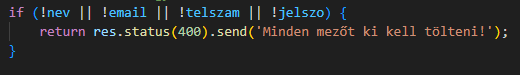 if (!nev || !email || !telszam || !jelszo) {
    return res.status(400).send('Minden mezőt ki kell tölteni!');
}